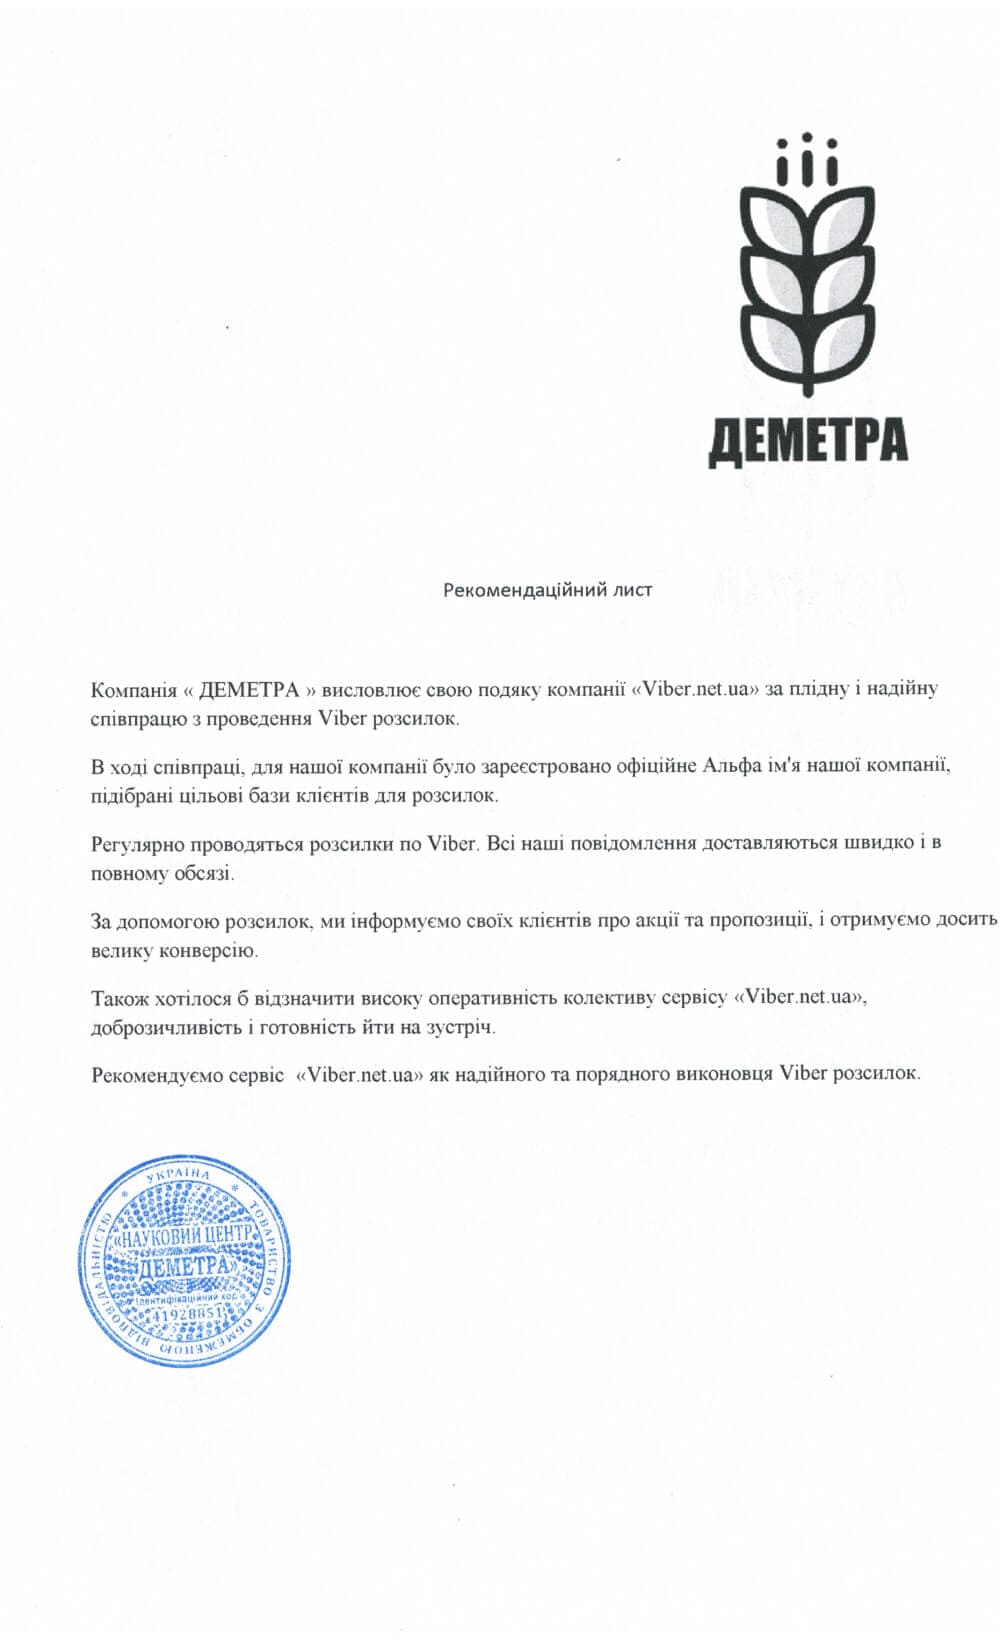 ДЕМЕТРА
Рекомендаційний лист
Компанія « ДЕМЕТРА » висловлює свою подяку компанії «Viber.net.ua» за плідну і надійну
співпрацю з проведення Viber розсилок.
В ході співпраці, для нашої компанії було зареєстровано офіційне Альфа ім'я нашої компанії,
підібрані цільові бази клієнтів для розсилок.
Регулярно проводяться розсилки по Viber. Всі наші повідомлення доставляються швидко і в
повному обсязі.
За допомогою розсилок, ми інформуємо своїх клієнтів про акції та пропозиції, і отримуємо досить
велику конверсію.
Також хотілося б відзначити високу оперативність колективу сервісу «Viber.net.ua»,
доброзичливість і готовність йти на зустріч.
Рекомендуємо сервіс «Viber.net.ua» як надійного та порядного виконовця Viber розсилок.
* УКРАЇНА * ТОВАРИСТВО З ОБМЕЖЕНОЮ ВІДПОВІДАЛЬНІСТЮ
«НАУКОВИЙ ЦЕНТР
ДЕМЕТРА»
Ідентифікаційний код
41928851